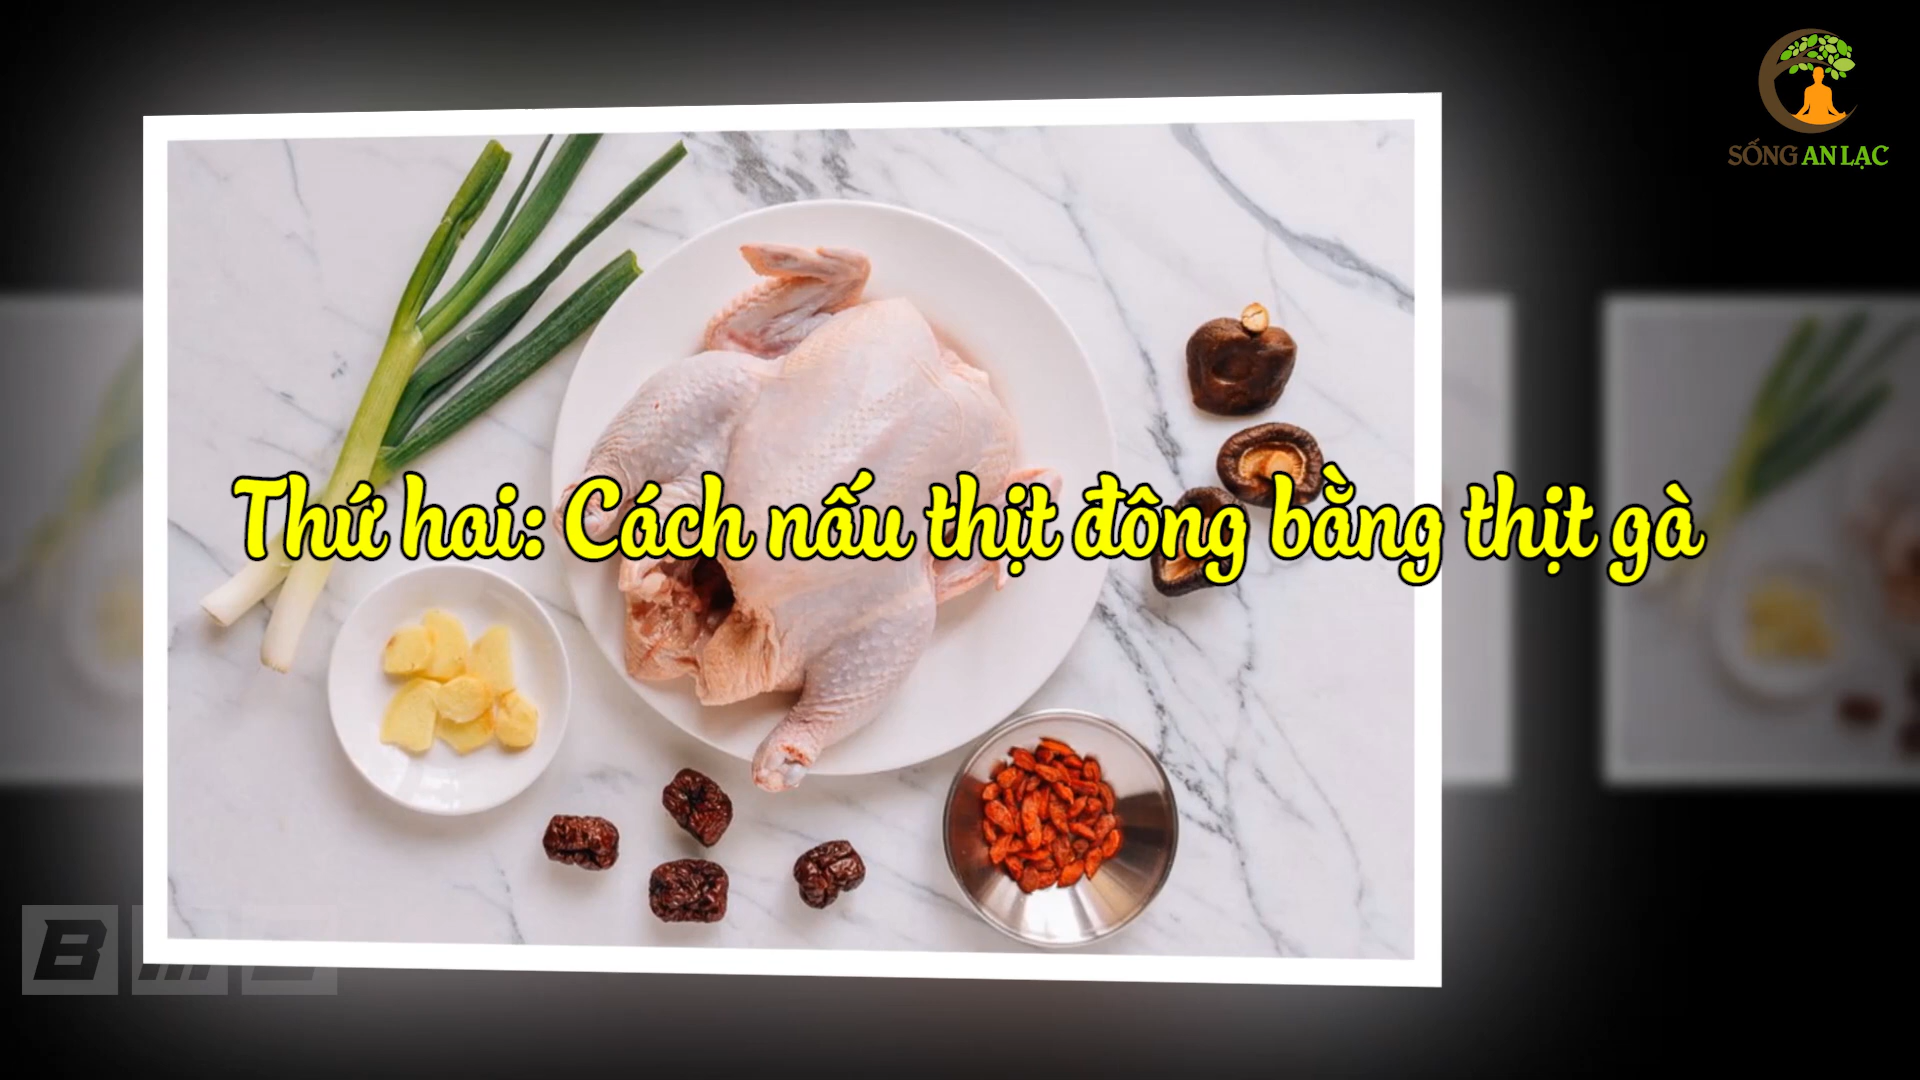 SỐNG AN LẠC
Thứ hai: Cách nấu thịt đông bằng thịt gà